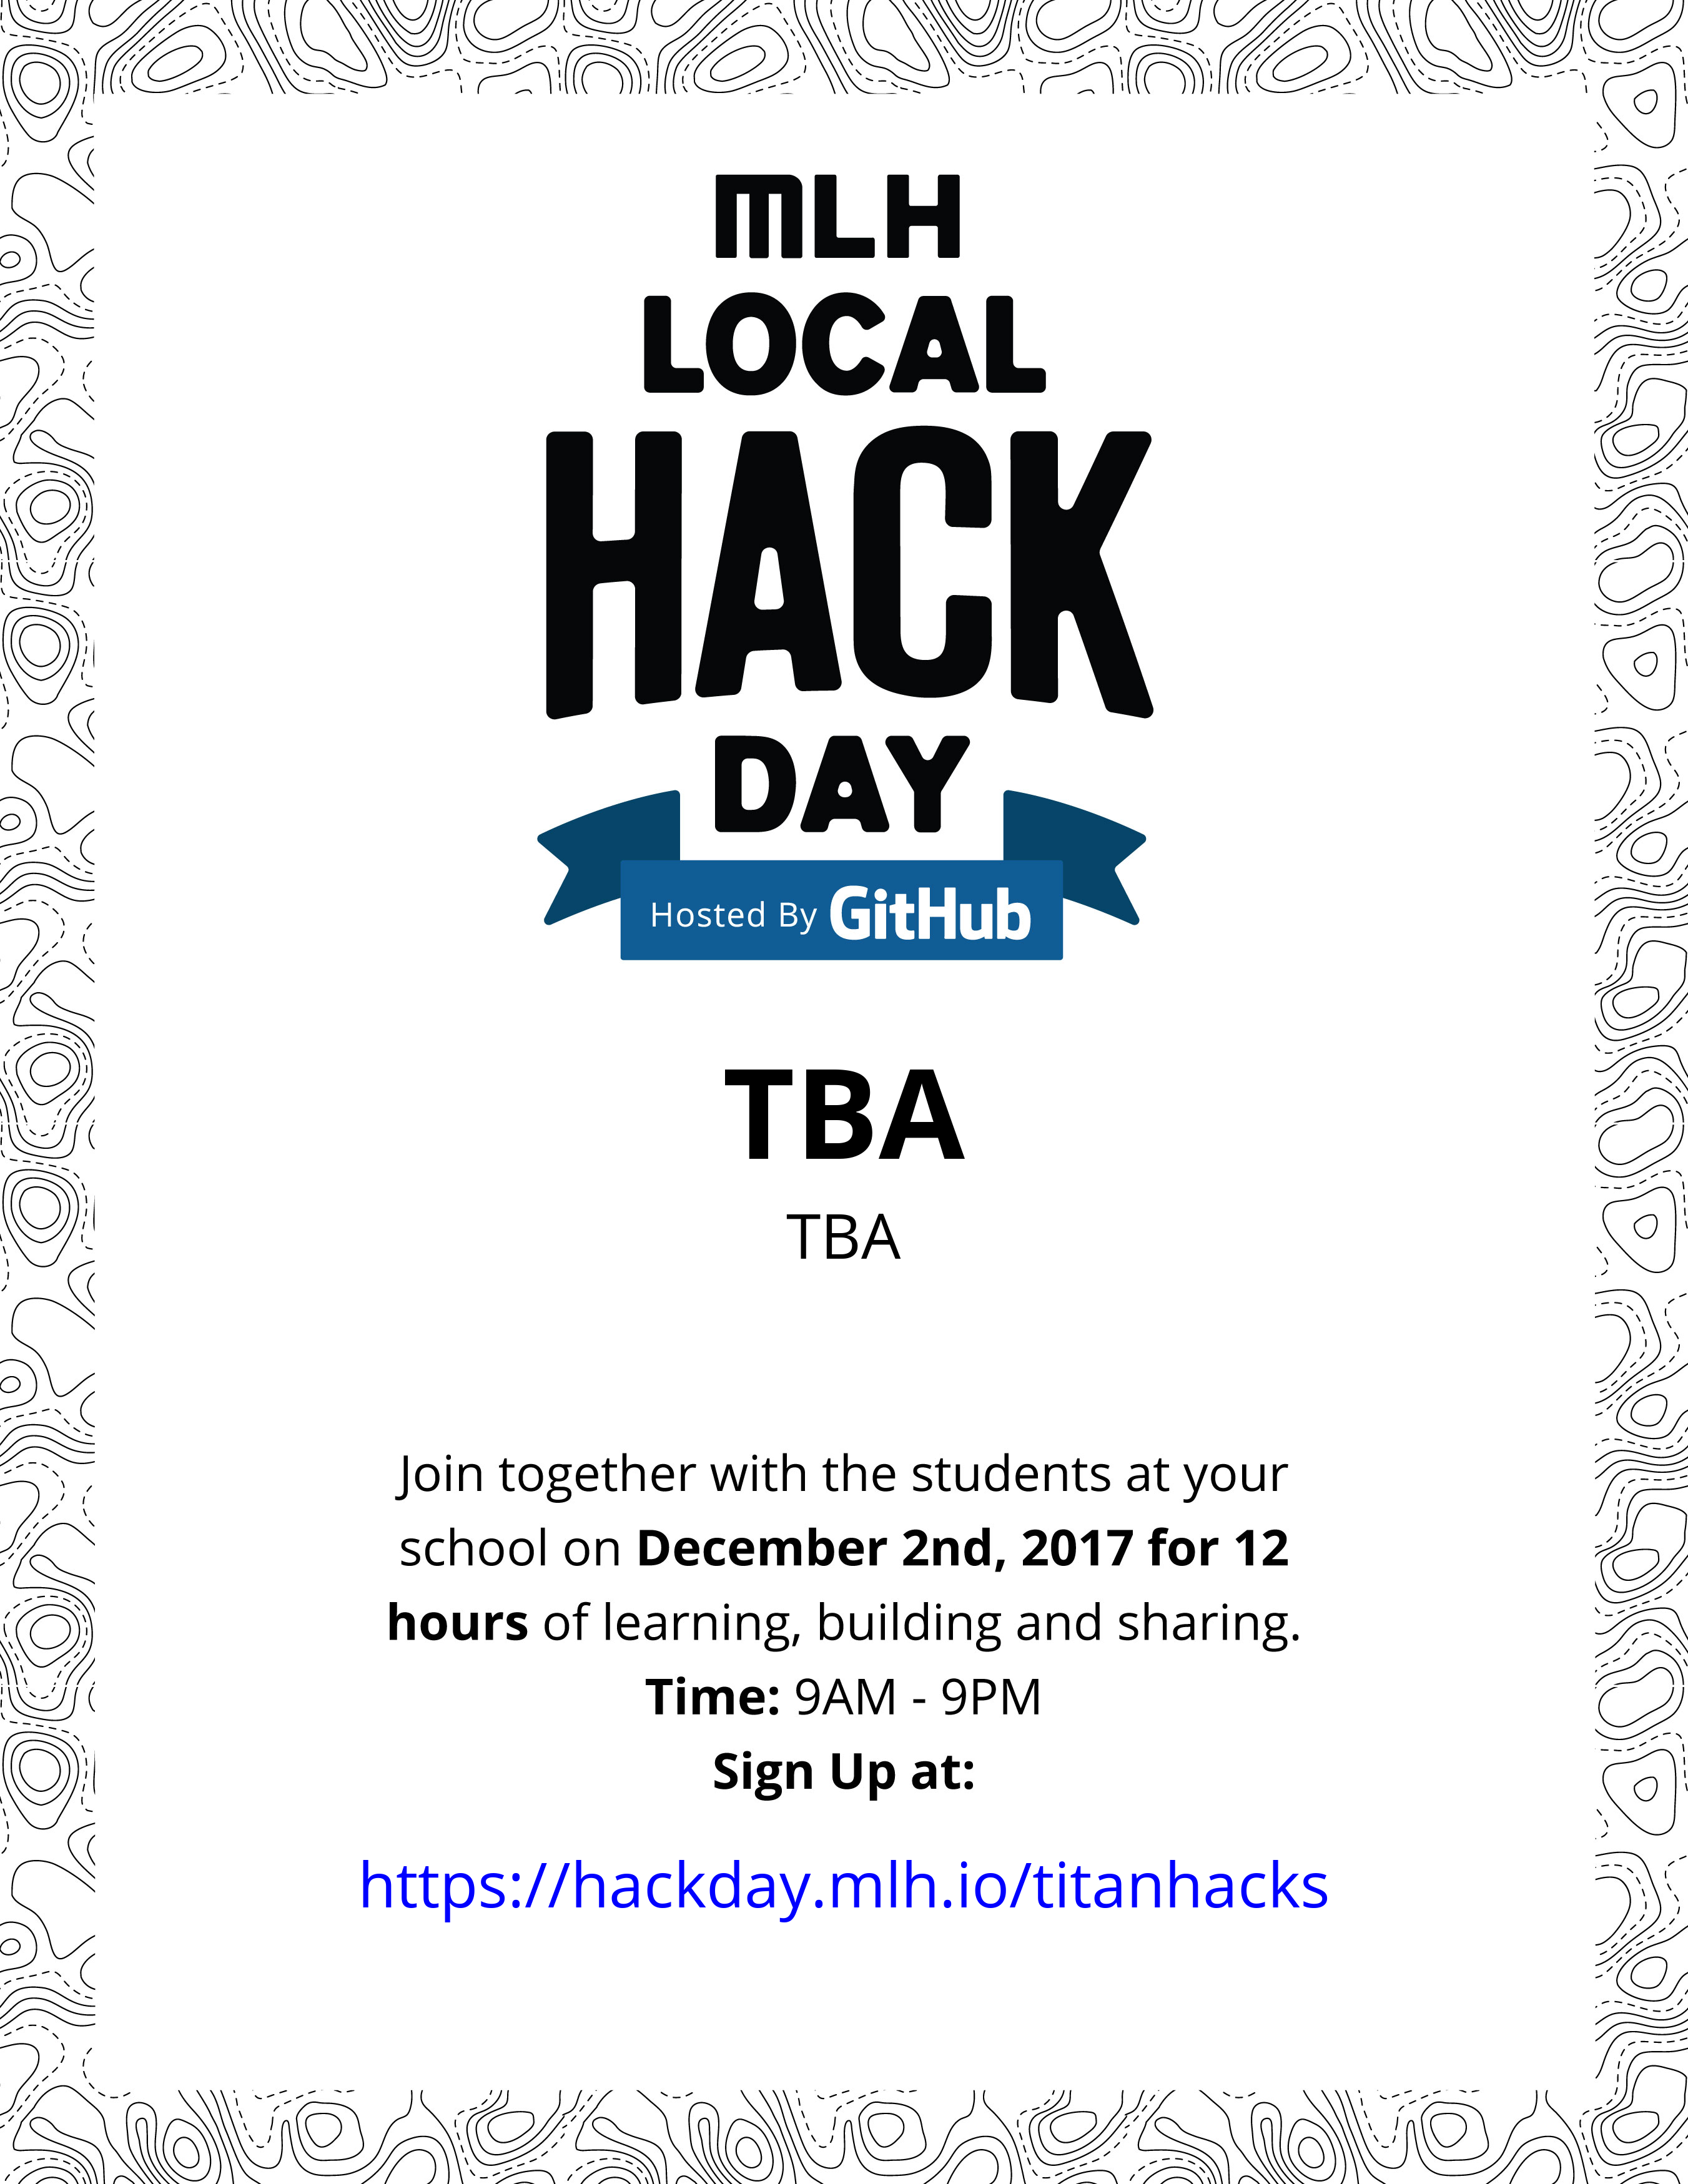 MLH
LOCAL
HACK
DAY
Hosted By GitHub
TBA
TBA
Join together with the students at your
school on December 2nd, 2017 for 12
hours of learning, building and sharing.
Time: 9AM - 9PM
Sign Up at:
https://hackday.mlh.io/titanhacks